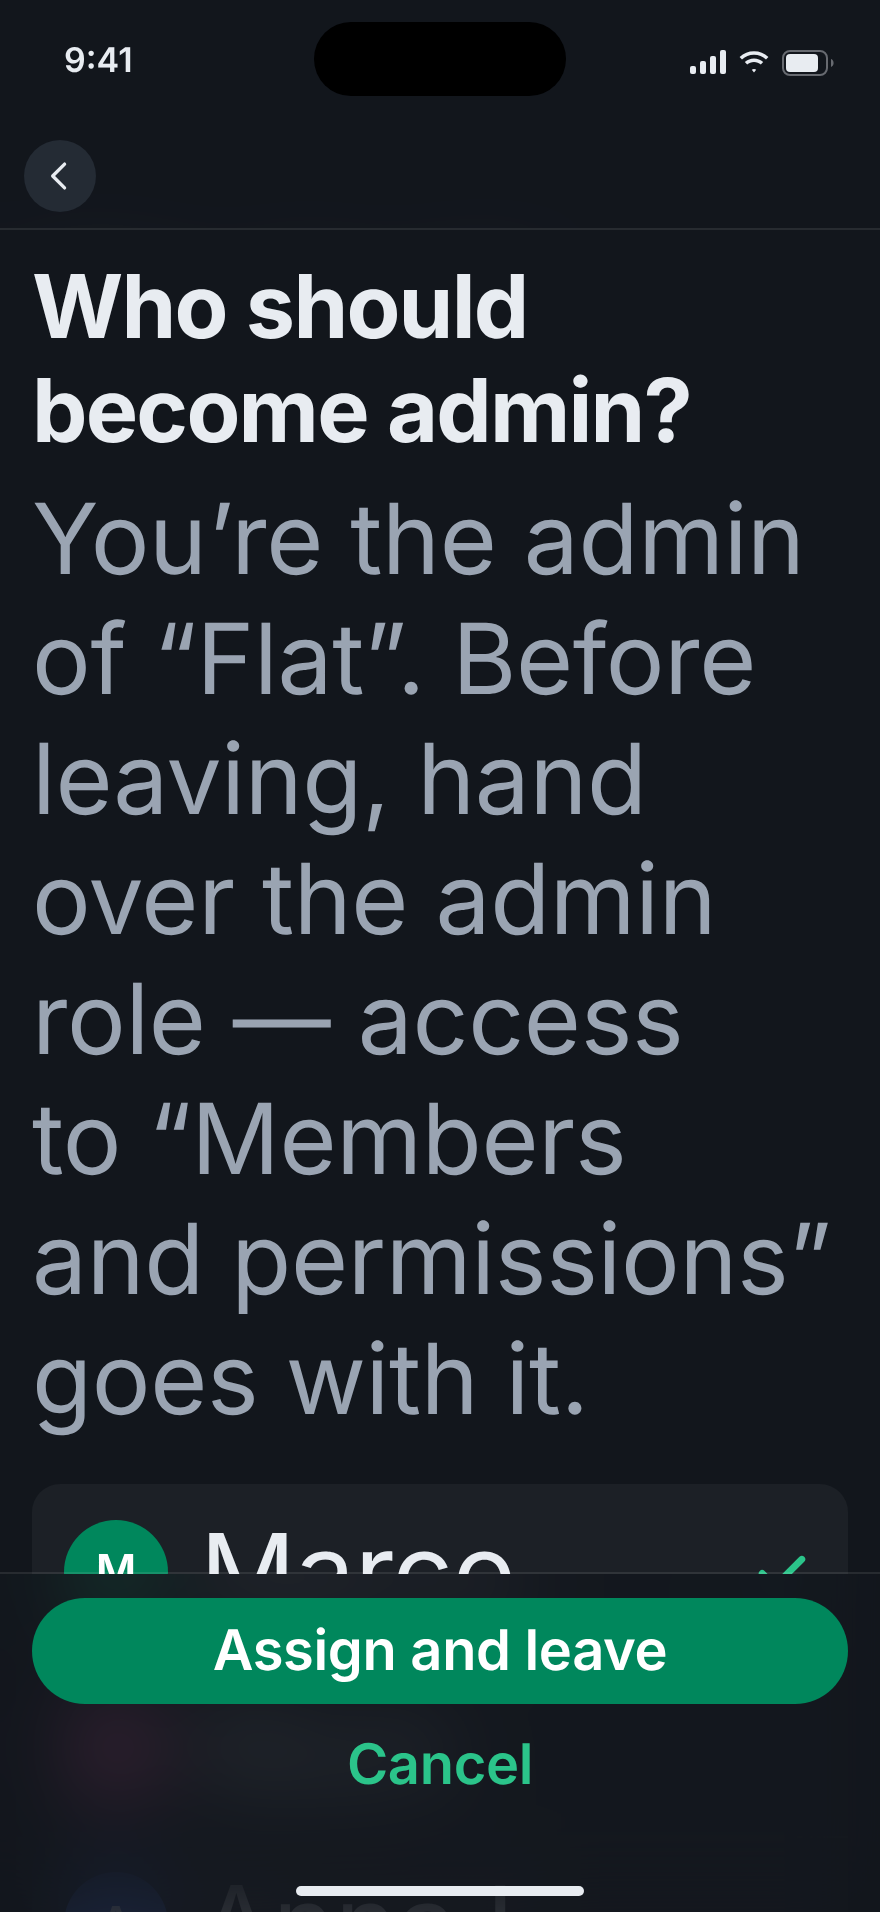 9:41
Who should
become admin?
You’re the admin
of “Flat”. Before
leaving, hand
over the admin
role — access
to “Members
and permissions”
goes with it.
M
Marco
Assign and leave
Cancel